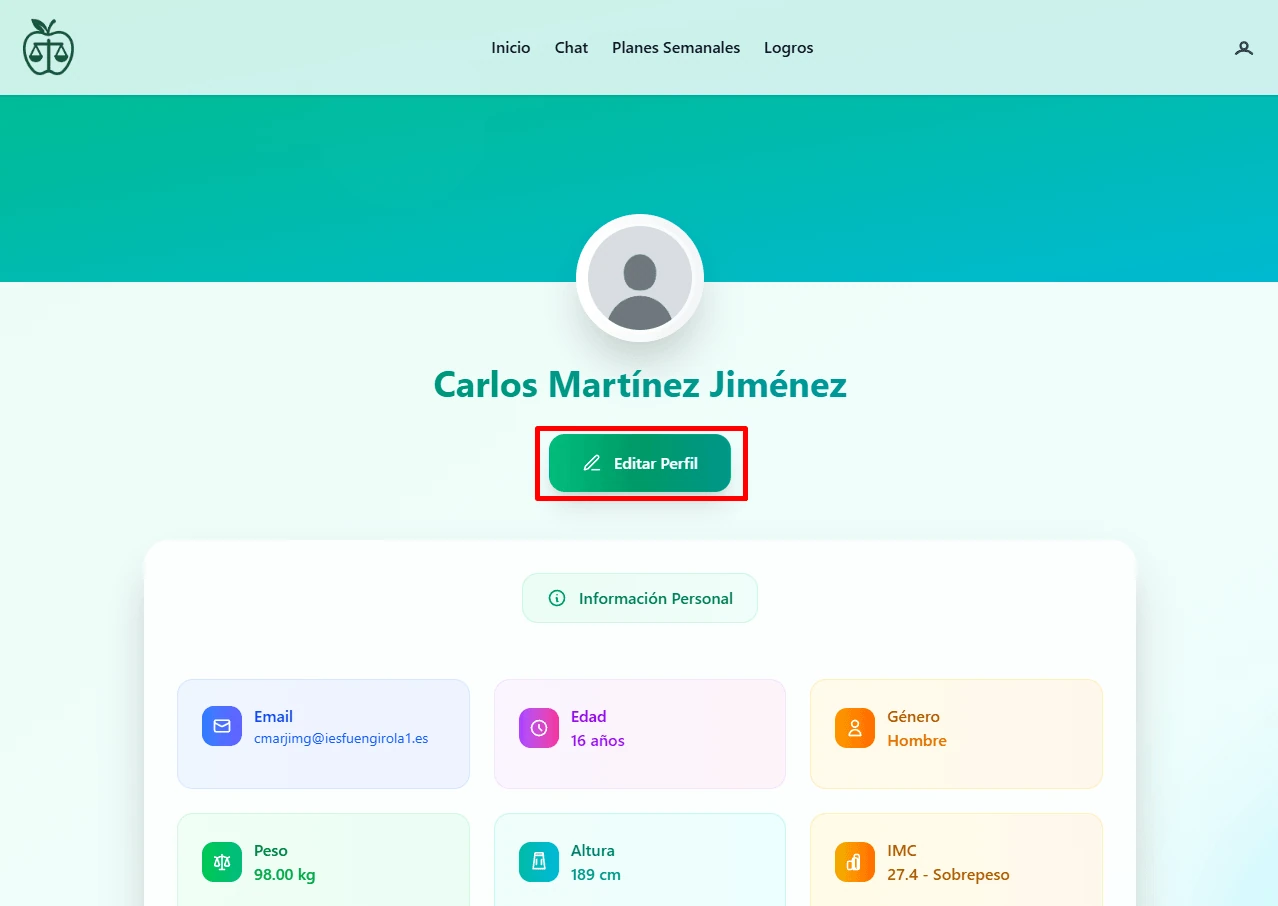 Inicio Chat Planes Semanales Logros
Carlos Martínez Jiménez
Editar Perfil
Información Personal
Email
cmarjimg@iesfuengirola1.es
Edad
16 años
Género
Hombre
Peso
98.00 kg
Altura
189 cm
IMC
27.4 - Sobrepeso